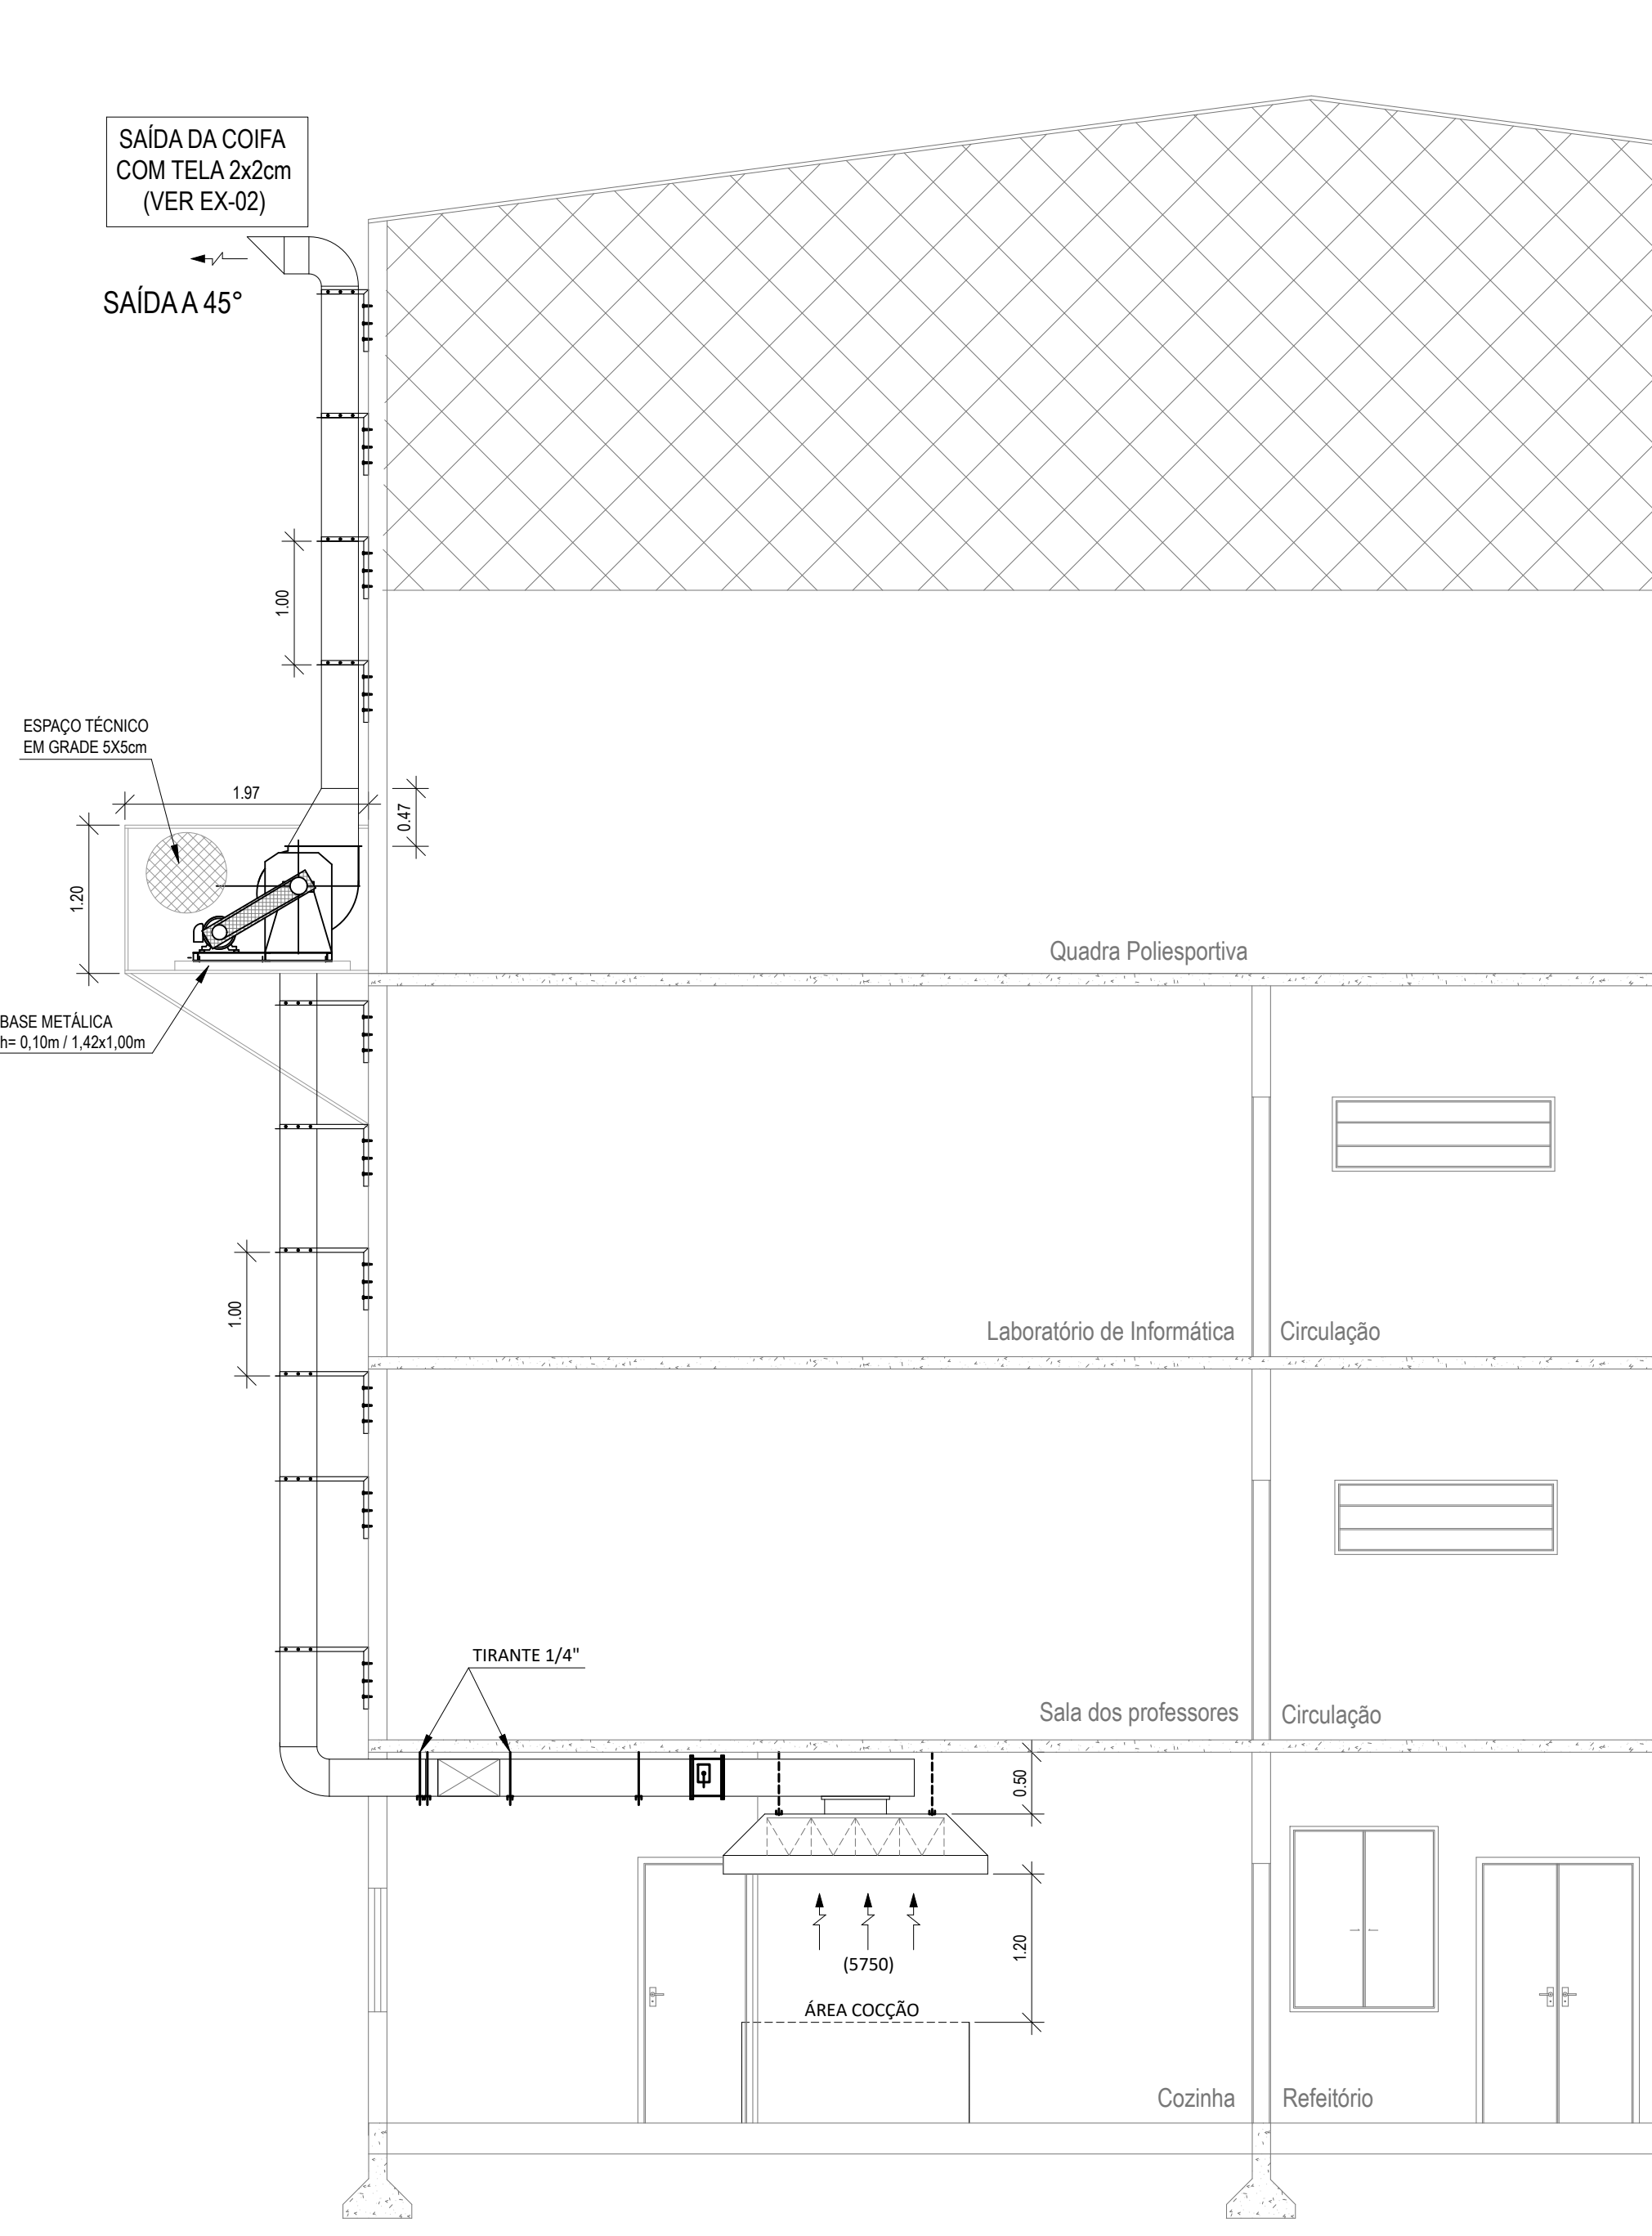 SAÍDA DA COIFA
COM TELA 2x2cm
(VER EX-02)
SAÍDA A 45°
1.00
ESPAÇO TÉCNICO
EM GRADE 5X5cm
1.97
0.47
1.20
Quadra Poliesportiva
BASE METÁLICA
h= 0,10m / 1,42x1,00m
1.00
Laboratório de Informática
Circulação
TIRANTE 1/4"
Sala dos professores
Circulação
0.50
1.20
(5750)
ÁREA COCÇÃO
Cozinha
Refeitório